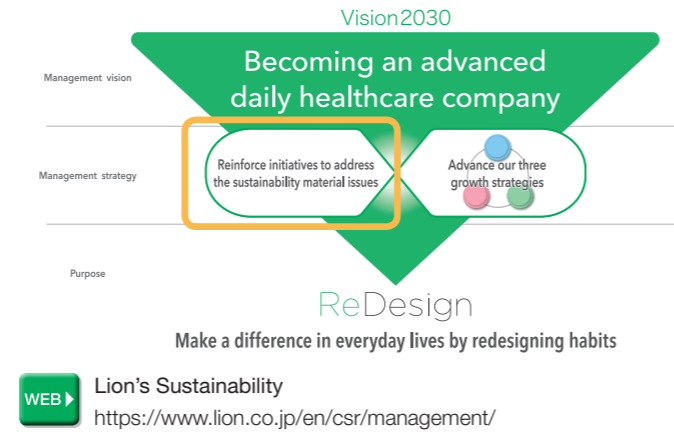 Vision2030
Management vision
Becoming an advanced
daily healthcare company
Management strategy
Reinforce initiatives to address
the sustainability material issues
Advance our three
growth strategies
Purpose
ReDesign
Make a difference in everyday lives by redesigning habits
WEB
Lion's Sustainability
https://www.lion.co.jp/en/csr/management/